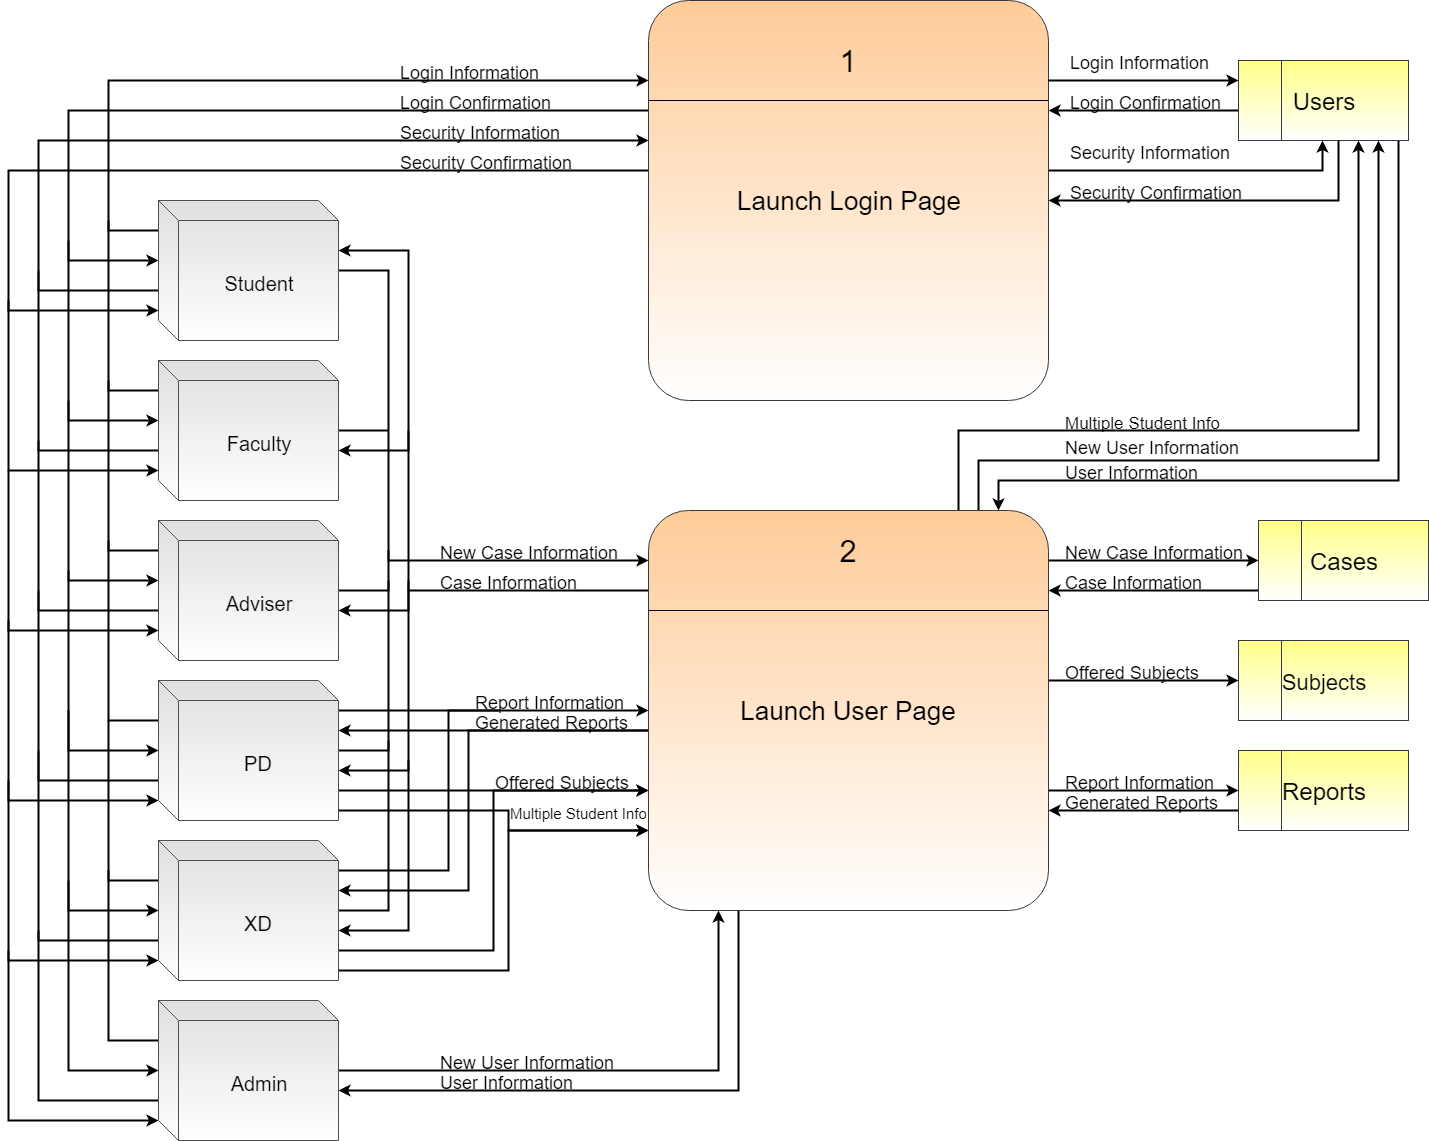 1
Login Information
Login Information
Login Confirmation
Login Confirmation
Users
Security Information
Security Information
Security Confirmation
Security Confirmation
Launch Login Page
Student
Faculty
Multiple Student Info
New User Information
User Information
2
New Case Information
New Case Information
Case Information
Case Information
Cases
Adviser
Offered Subjects
Subjects
Report Information
Generated Reports
Launch User Page
PD
Offered Subjects
Multiple Student Info
Report Information
Generated Reports
Reports
XD
New User Information
User Information
Admin